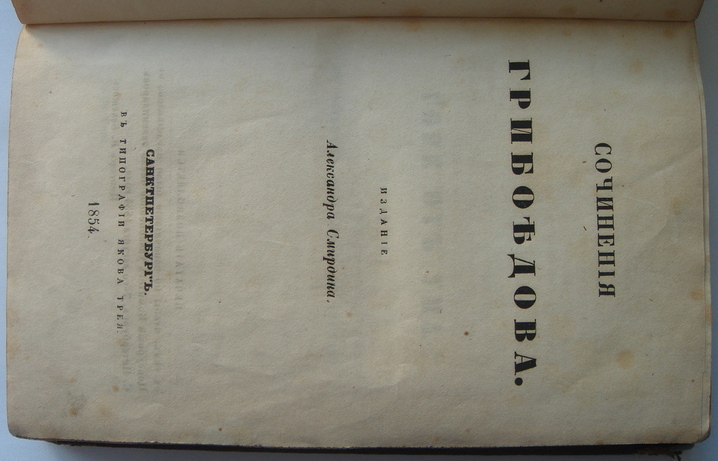 СОЧИНЕНІЯ
ГРИБОѢДОВА.
ИЗДАНІЕ
Александра Смирдина.
САНКТПЕТЕРБУРГЪ.
ВЪ ТИПОГРАФІИ ЯКОВА ТРЕЯ.
1854.